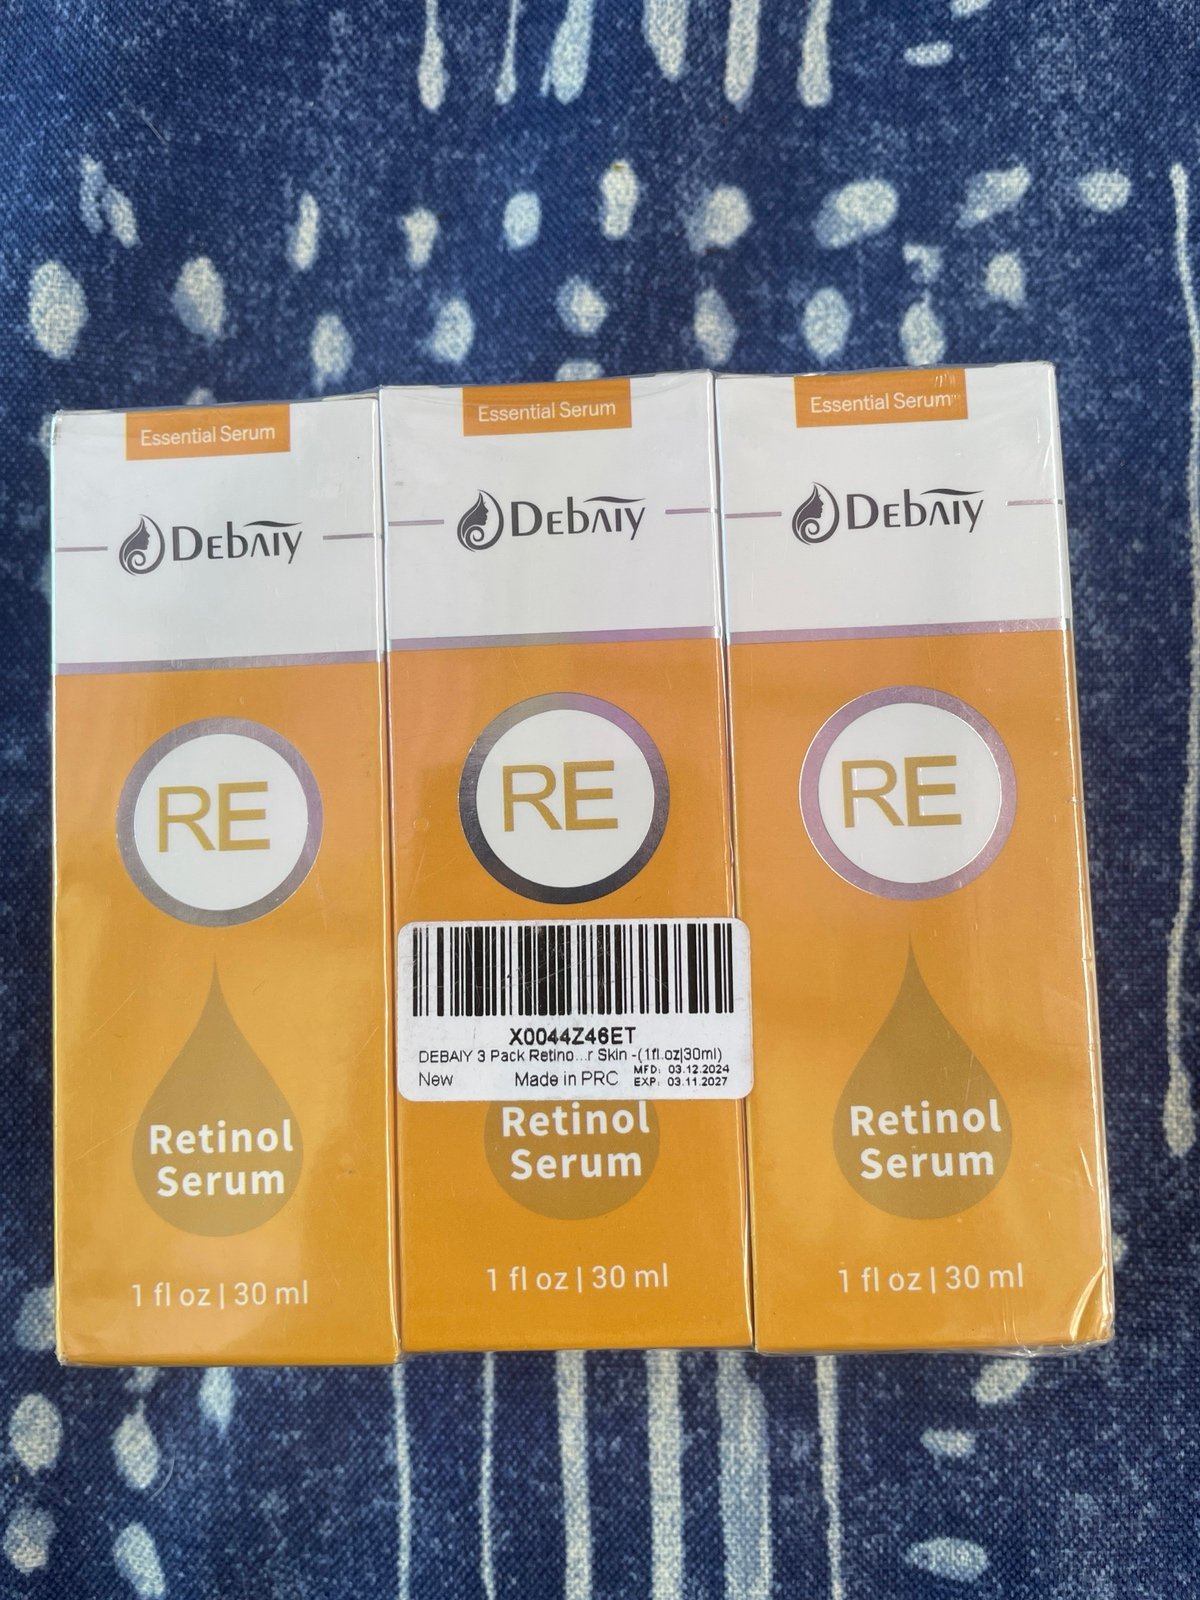 Essential Serum
DEBAIY
RE
Retinol
Serum
1 fl oz | 30 ml
Essential Serum
DEBAIY
RE
X0044Z46ET
DEBAIY 3 Pack Retino...r Skin -(1fl.oz|30ml)
New Made in PRC MFD: 03.12.2024
EXP: 03.11.2027
Retinol
Serum
1 fl oz | 30 ml
Essential Serum
DEBAIY
RE
Retinol
Serum
1 fl oz | 30 ml